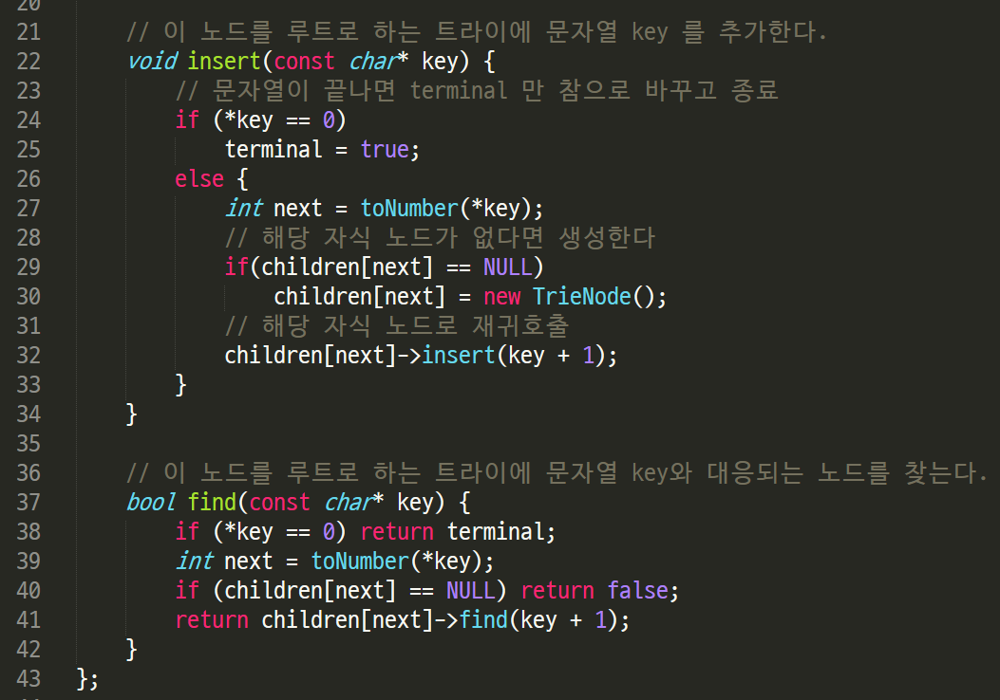 20
21 // 이 노드를 루트로 하는 트라이에 문자열 key 를 추가한다.
22 void insert(const char* key) {
23 // 문자열이 끝나면 terminal 만 참으로 바꾸고 종료
24 if (*key == 0)
25 terminal = true;
26 else {
27 int next = toNumber(*key);
28 // 해당 자식 노드가 없다면 생성한다
29 if(children[next] == NULL)
30 children[next] = new TrieNode();
31 // 해당 자식 노드로 재귀호출
32 children[next]->insert(key + 1);
33 }
34 }
35
36 // 이 노드를 루트로 하는 트라이에 문자열 key와 대응되는 노드를 찾는다.
37 bool find(const char* key) {
38 if (*key == 0) return terminal;
39 int next = toNumber(*key);
40 if (children[next] == NULL) return false;
41 return children[next]->find(key + 1);
42 }
43 };